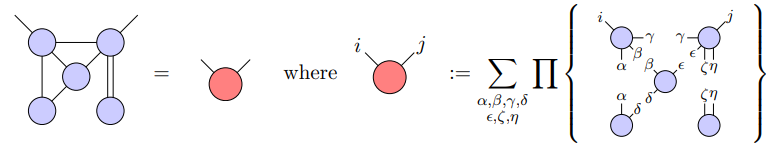 = where i j := ∑ ∏ { i γ β α γ j ϵ ζ η β ϵ δ α δ ζ η }
α,β,γ,δ
ϵ,ζ,η